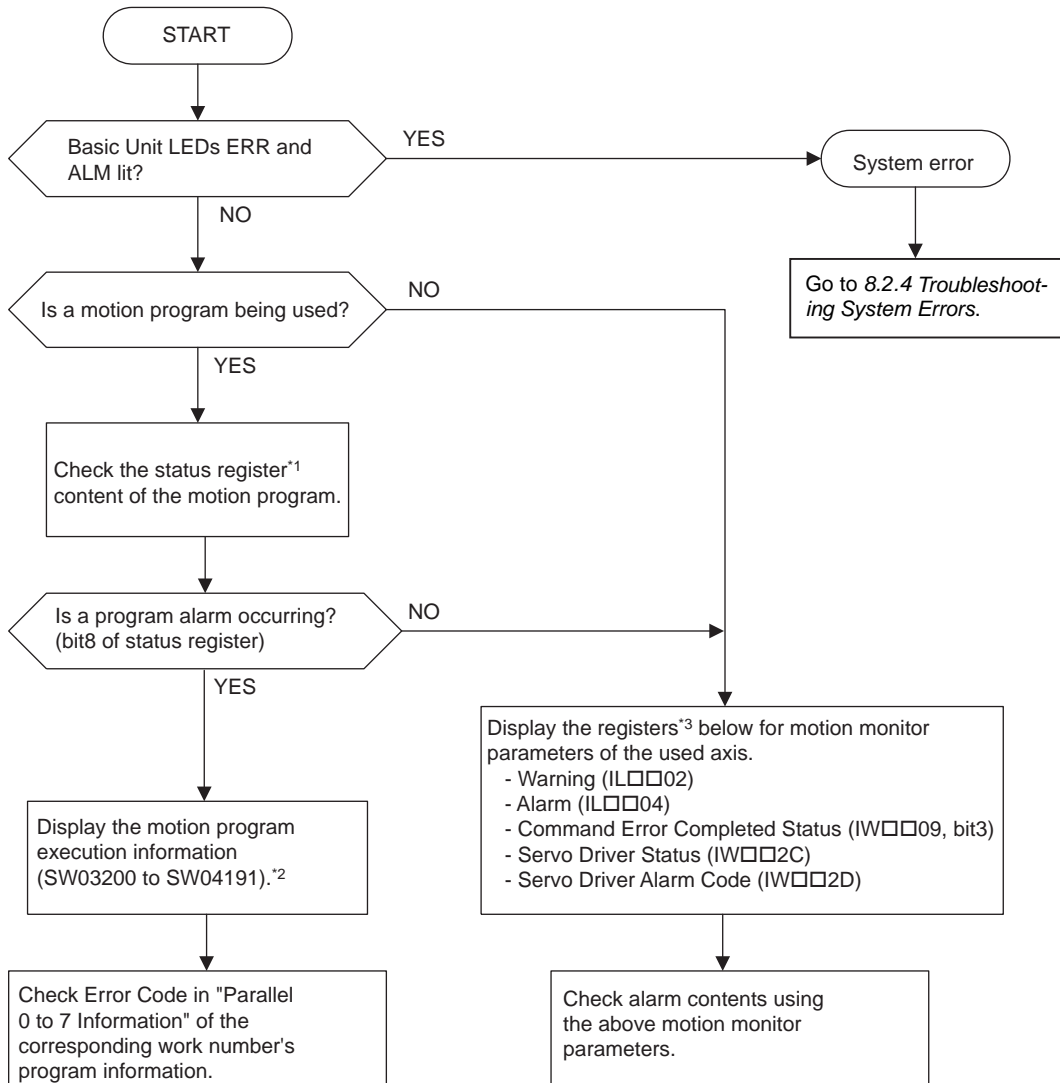 START
Basic Unit LEDs ERR and
ALM lit?
YES
System error
NO
Go to 8.2.4 Troubleshoot-
ing System Errors.
Is a motion program being used?
NO
YES
Check the status register*1
content of the motion program.
Is a program alarm occurring?
(bit8 of status register)
NO
YES
Display the registers*3 below for motion monitor
parameters of the used axis.
- Warning (IL□□02)
- Alarm (IL□□04)
- Command Error Completed Status (IW□□09, bit3)
- Servo Driver Status (IW□□2C)
- Servo Driver Alarm Code (IW□□2D)
Display the motion program
execution information
(SW03200 to SW04191).*2
Check Error Code in "Parallel
0 to 7 Information" of the
corresponding work number's
program information.
Check alarm contents using
the above motion monitor
parameters.